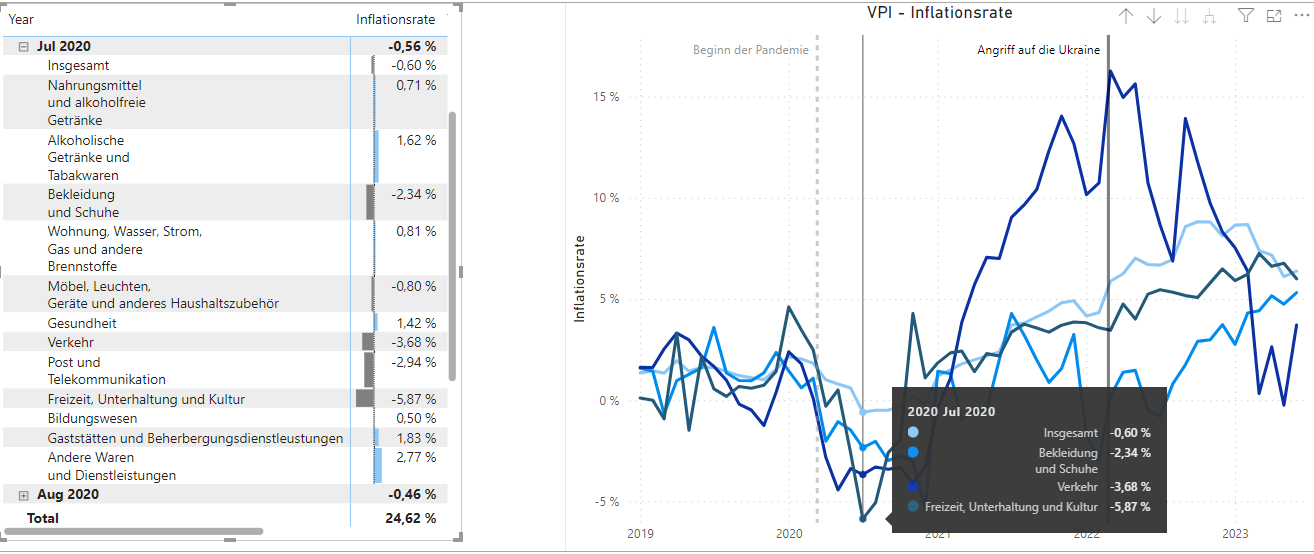 Year Inflationsrate
Jul 2020 -0,56 %
Insgesamt -0,60 %
Nahrungsmittel 0,71 %
und alkoholfreie
Getränke
Alkoholische 1,62 %
Getränke und
Tabakwaren
Bekleidung -2,34 %
und Schuhe
Wohnung, Wasser, Strom, 0,81 %
Gas und andere
Brennstoffe
Möbel, Leuchten, -0,80 %
Geräte und anderes Haushaltszubehör
Gesundheit 1,42 %
Verkehr -3,68 %
Post und -2,94 %
Telekommunikation
Freizeit, Unterhaltung und Kultur -5,87 %
Bildungswesen 0,50 %
Gaststätten und Beherbergungsdienstleustungen 1,83 %
Andere Waren 2,77 %
und Dienstleistungen
Aug 2020 -0,46 %
Total 24,62 %
VPI - Inflationsrate
Beginn der Pandemie
Angriff auf die Ukraine
Inflationsrate
15 %
10 %
5 %
0 %
-5 %
2019 2020 2021 2022 2023
2020 Jul 2020
Insgesamt -0,60 %
Bekleidung -2,34 %
und Schuhe
Verkehr -3,68 %
Freizeit, Unterhaltung und Kultur -5,87 %